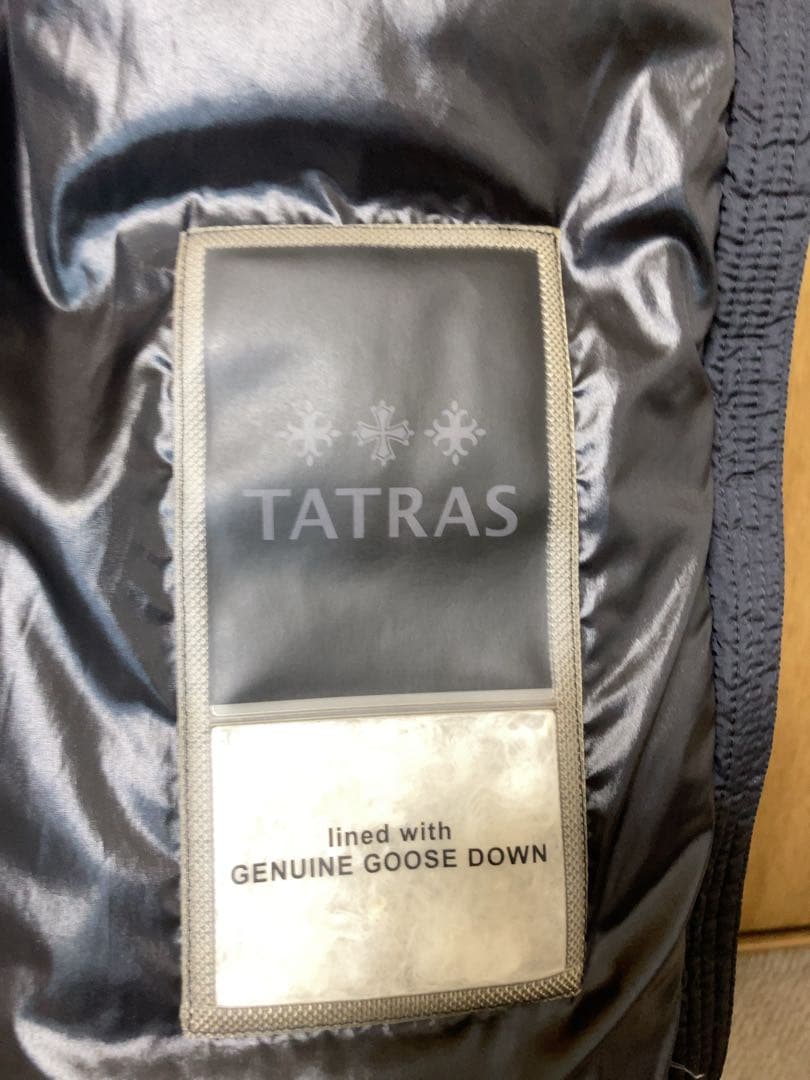 TATRAS
lined with
GENUINE GOOSE DOWN